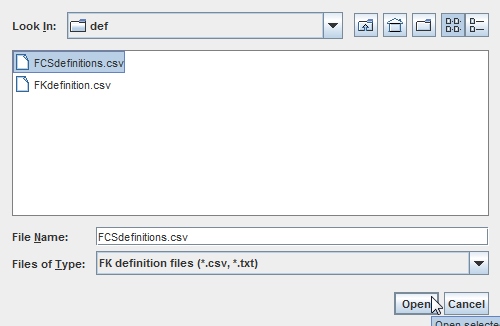 Look In: def
FCSdefinitions.csv
FKdefinition.csv
File Name: FCSdefinitions.csv
Files of Type: FK definition files (*.csv, *.txt)
Open Cancel
Open selecte